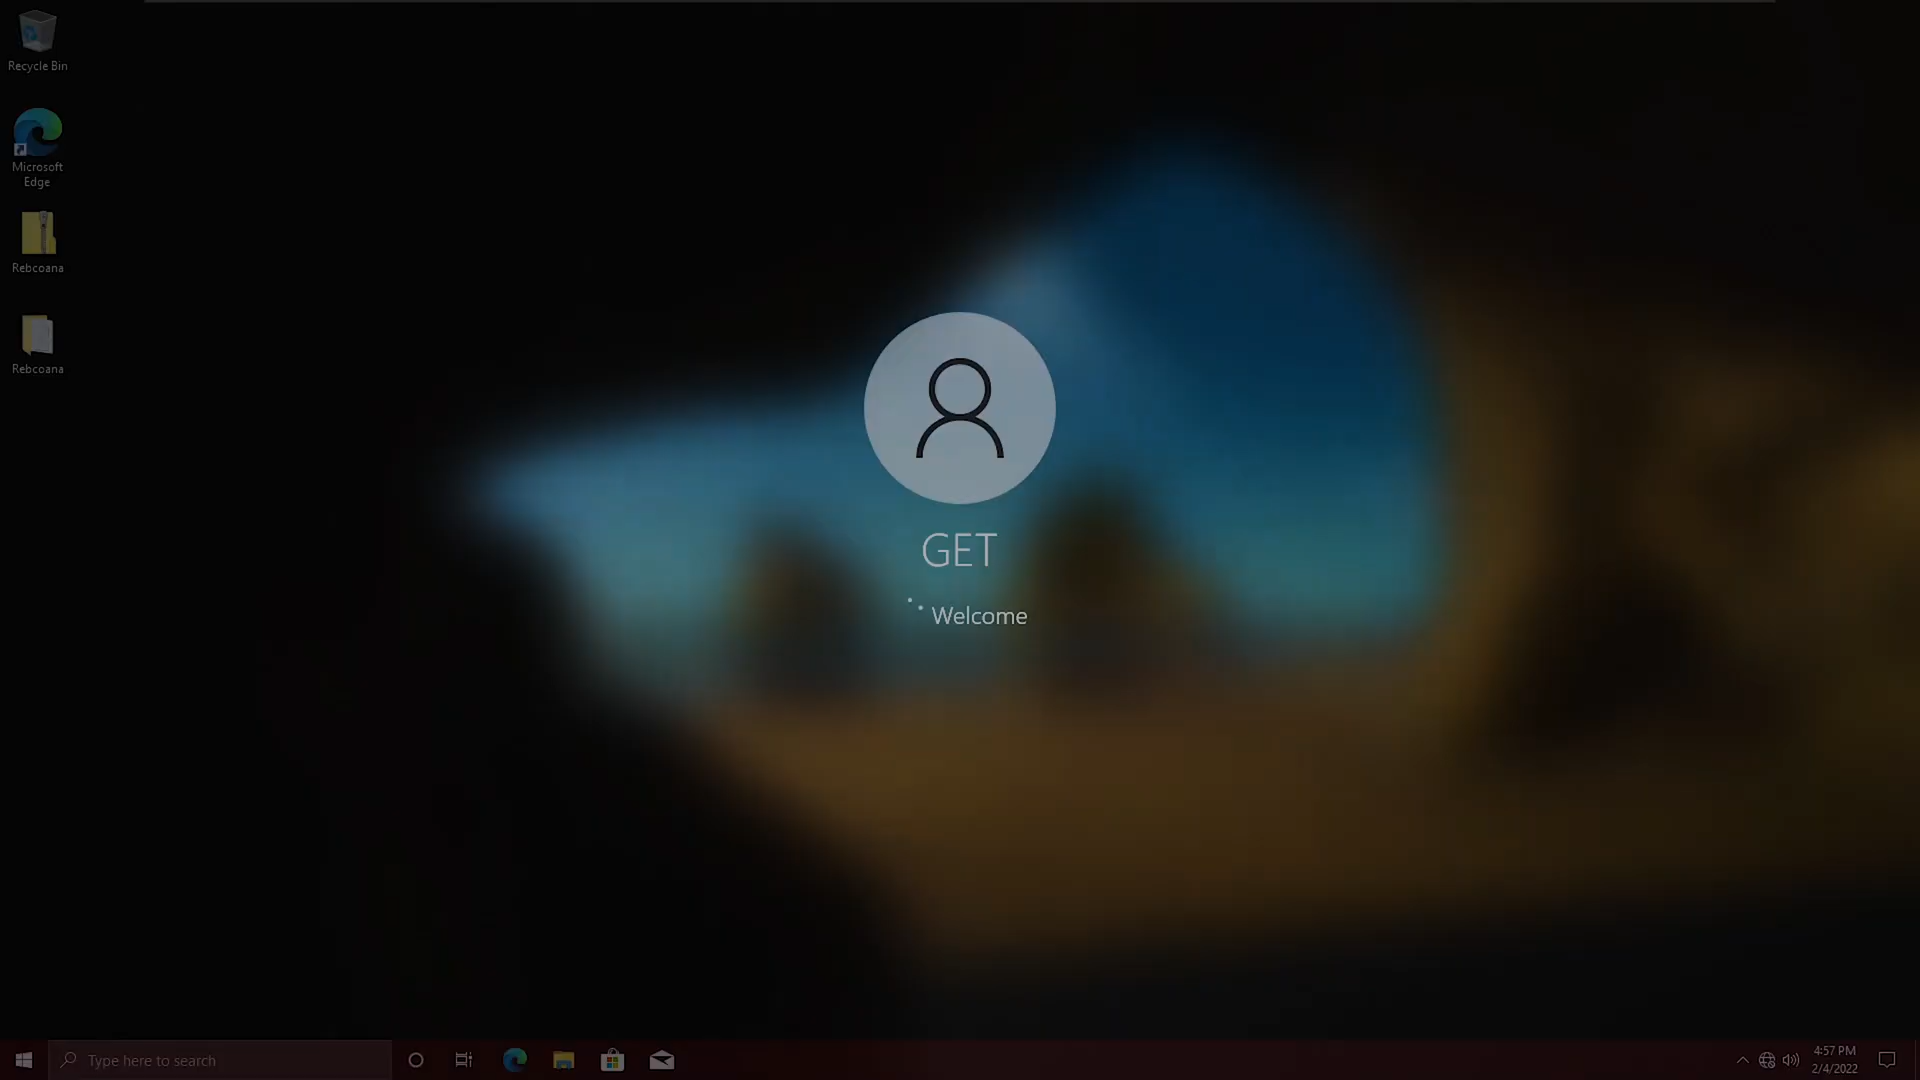 Recycle Bin
Microsoft
Edge
Rebcoana
Rebcoana
GET
Welcome
Type here to search
4:57 PM
2/4/2022